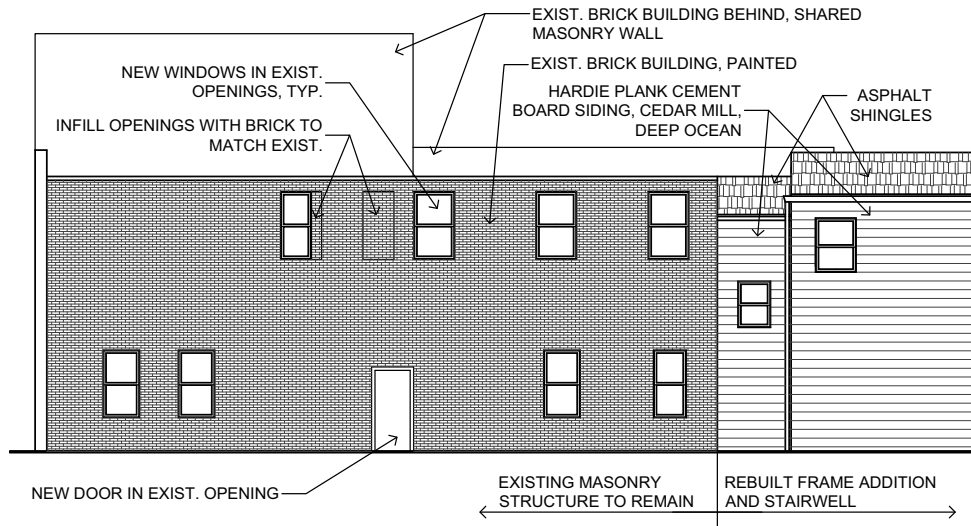 EXIST. BRICK BUILDING BEHIND, SHARED
MASONRY WALL
EXIST. BRICK BUILDING, PAINTED
NEW WINDOWS IN EXIST.
OPENINGS, TYP.
HARDIE PLANK CEMENT
BOARD SIDING, CEDAR MILL,
DEEP OCEAN
ASPHALT
SHINGLES
INFILL OPENINGS WITH BRICK TO
MATCH EXIST.
NEW DOOR IN EXIST. OPENING
EXISTING MASONRY
STRUCTURE TO REMAIN
REBUILT FRAME ADDITION
AND STAIRWELL